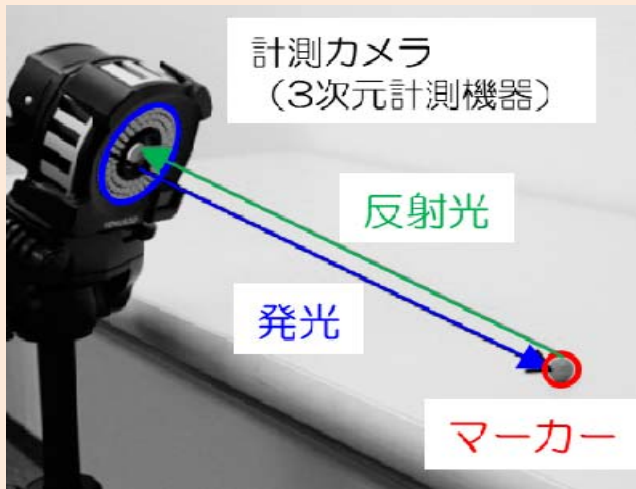 計測カメラ
（3次元計測機器）
反射光
発光
マーカー